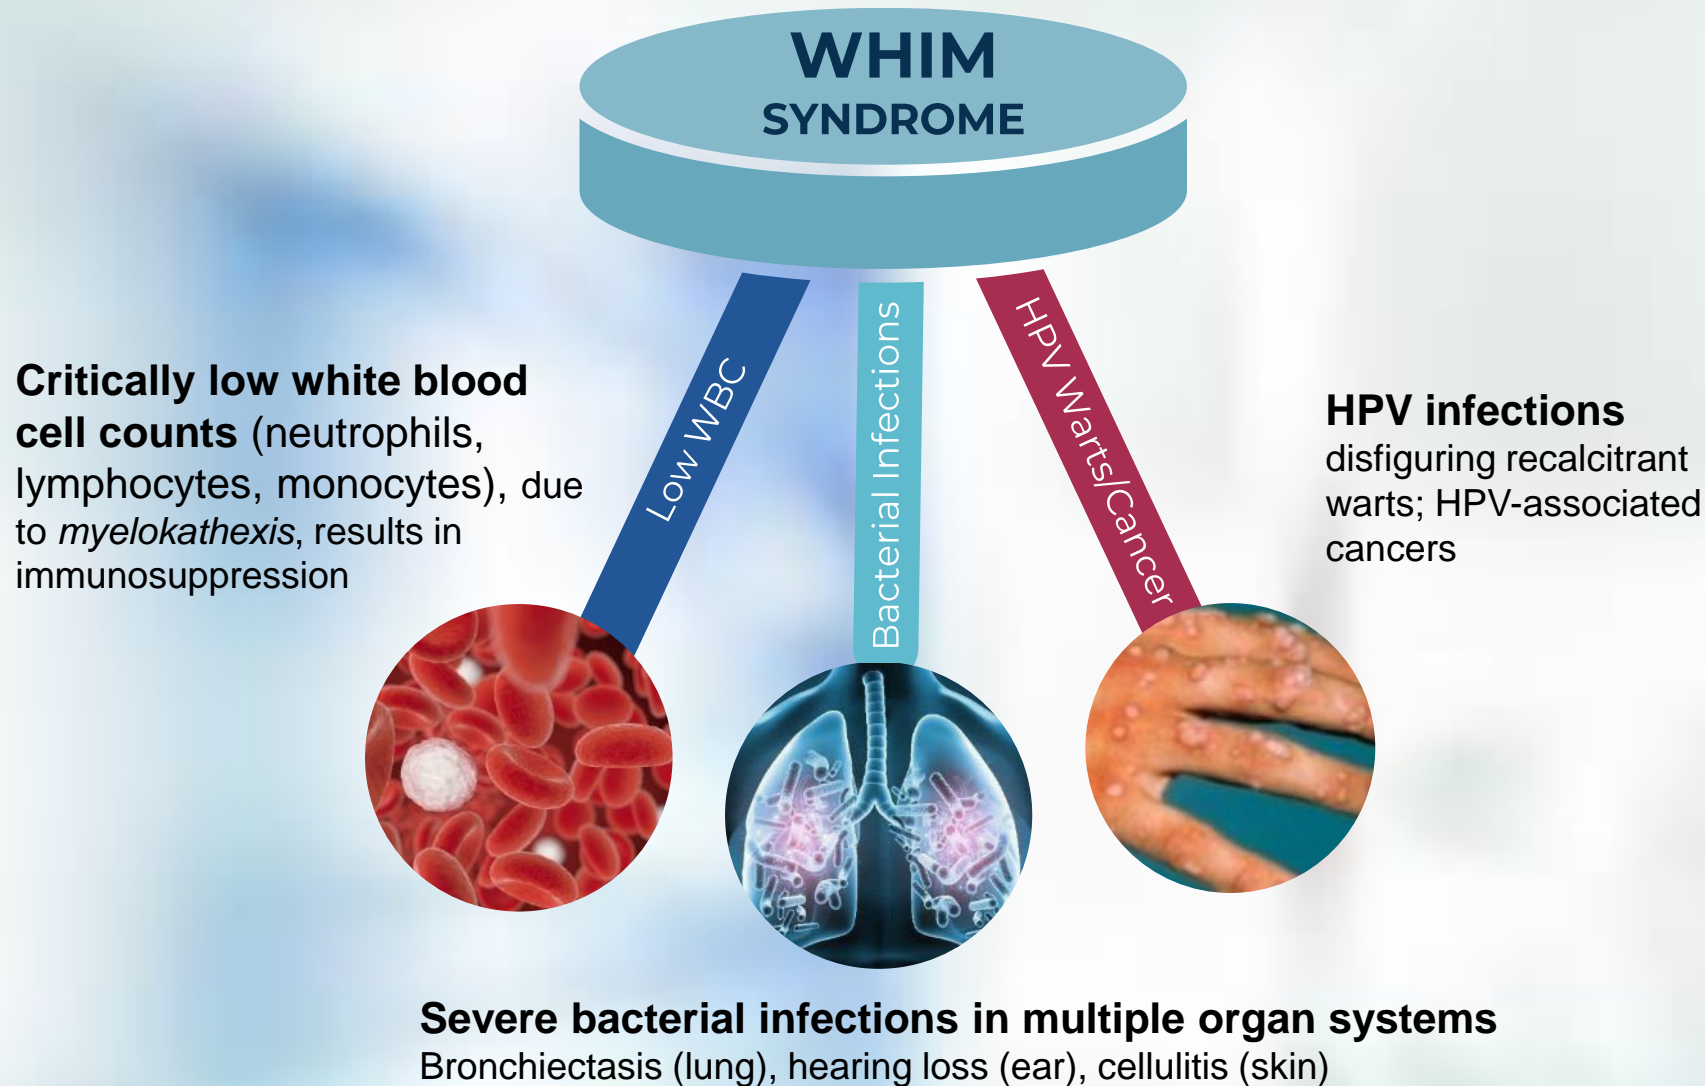 WHIM
SYNDROME
Low WBC
Bacterial Infections
HPV Warts/Cancer
Critically low white blood
cell counts (neutrophils,
lymphocytes, monocytes), due
to myelokathexis, results in
immunosuppression
HPV infections
disfiguring recalcitrant
warts; HPV-associated
cancers
Severe bacterial infections in multiple organ systems
Bronchiectasis (lung), hearing loss (ear), cellulitis (skin)